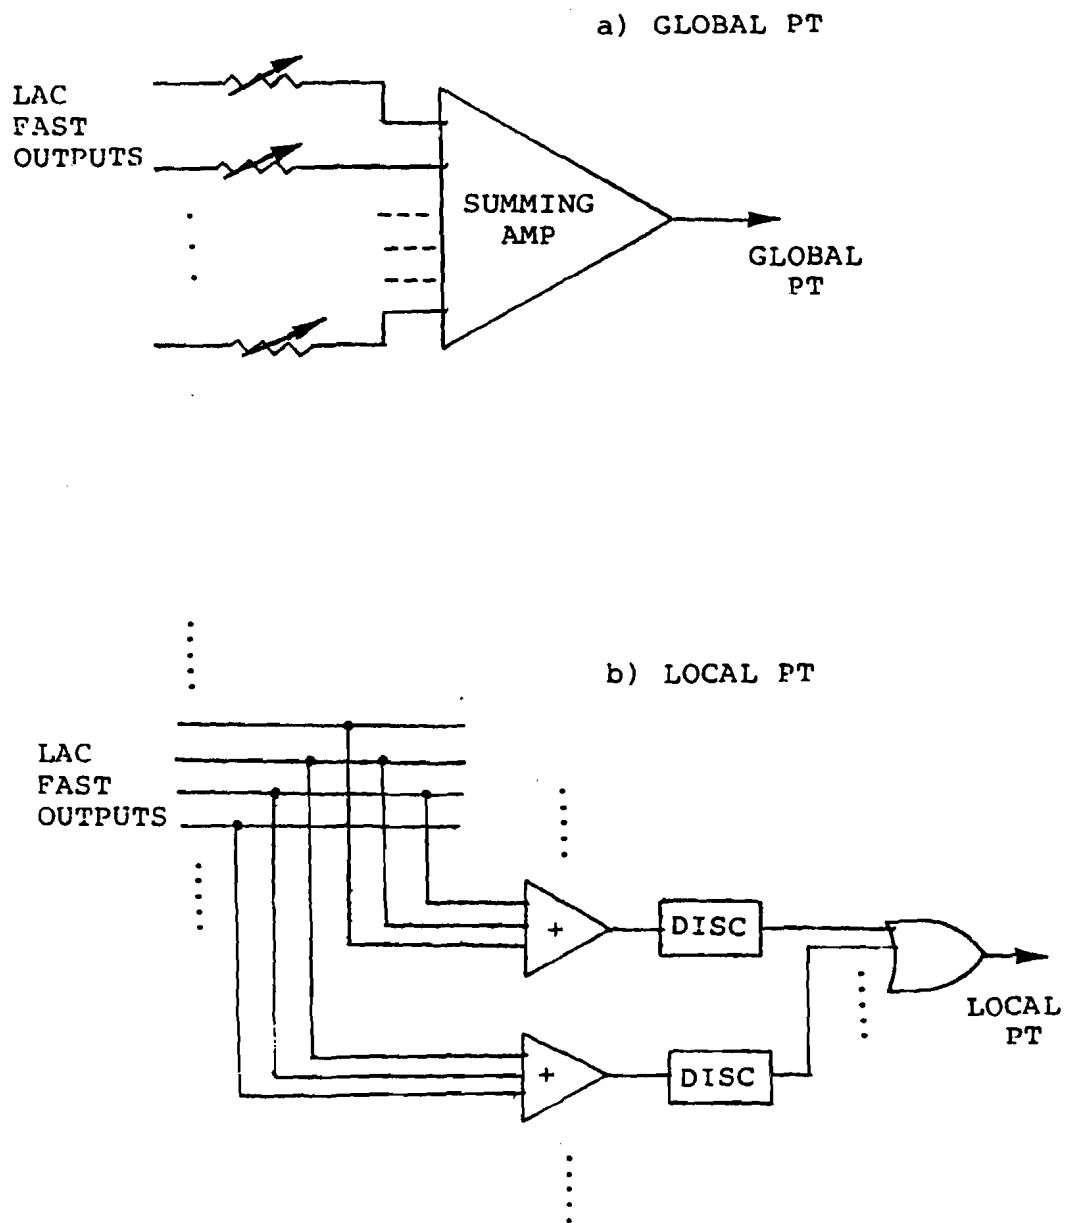 a) GLOBAL PT
LAC
FAST
OUTPUTS
SUMMING
AMP
GLOBAL
PT
b) LOCAL PT
LAC
FAST
OUTPUTS
+
DISC
LOCAL
PT
+
DISC